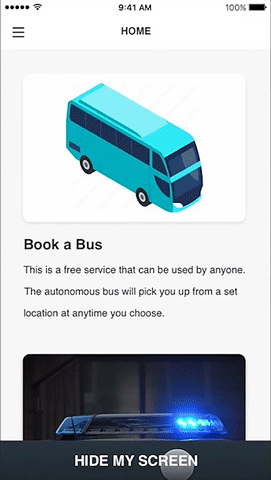 9:41 AM
100%
HOME
Book a Bus
This is a free service that can be used by anyone.
The autonomous bus will pick you up from a set
location at anytime you choose.
HIDE MY SCREEN